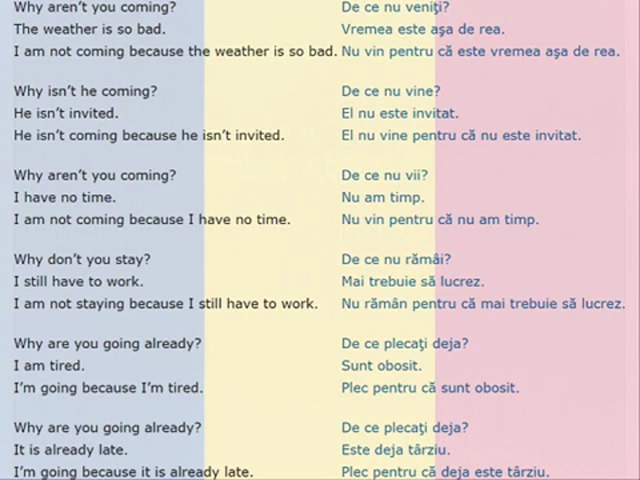 Why aren't you coming? De ce nu veniţi?
The weather is so bad. Vremea este aşa de rea.
I am not coming because the weather is so bad. Nu vin pentru că este vremea aşa de rea.
Why isn't he coming? De ce nu vine?
He isn't invited. El nu este invitat.
He isn't coming because he isn't invited. El nu vine pentru că nu este invitat.
Why aren't you coming? De ce nu vii?
I have no time. Nu am timp.
I am not coming because I have no time. Nu vin pentru că nu am timp.
Why don't you stay? De ce nu rămâi?
I still have to work. Mai trebuie să lucrez.
I am not staying because I still have to work. Nu rămân pentru că mai trebuie să lucrez.
Why are you going already? De ce plecaţi deja?
I am tired. Sunt obosit.
I'm going because I'm tired. Plec pentru că sunt obosit.
Why are you going already? De ce plecaţi deja?
It is already late. Este deja târziu.
I'm going because it is already late. Plec pentru că deja este târziu.